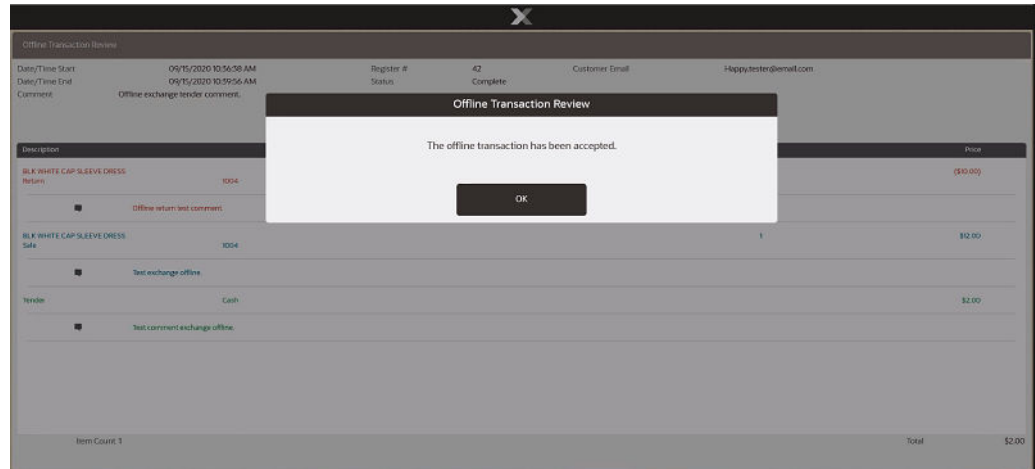 Offline Transaction Review
Date/Time Start 09/15/2020 10:56:38 AM Register # 42 Customer Email Happy.tester@email.com
Date/Time End 09/15/2020 10:59:56 AM Status Complete
Comment Offline exchange tender comment.
Offline Transaction Review
The offline transaction has been accepted.
OK
Description Price
BLK WHITE CAP SLEEVE DRESS ($10.00)
Return 1004
Offline return test comment.
BLK WHITE CAP SLEEVE DRESS 1 $12.00
Sale 1004
Test exchange offline.
Tender Cash $2.00
Test comment exchange offline.
Item Count 1 Total $2.00